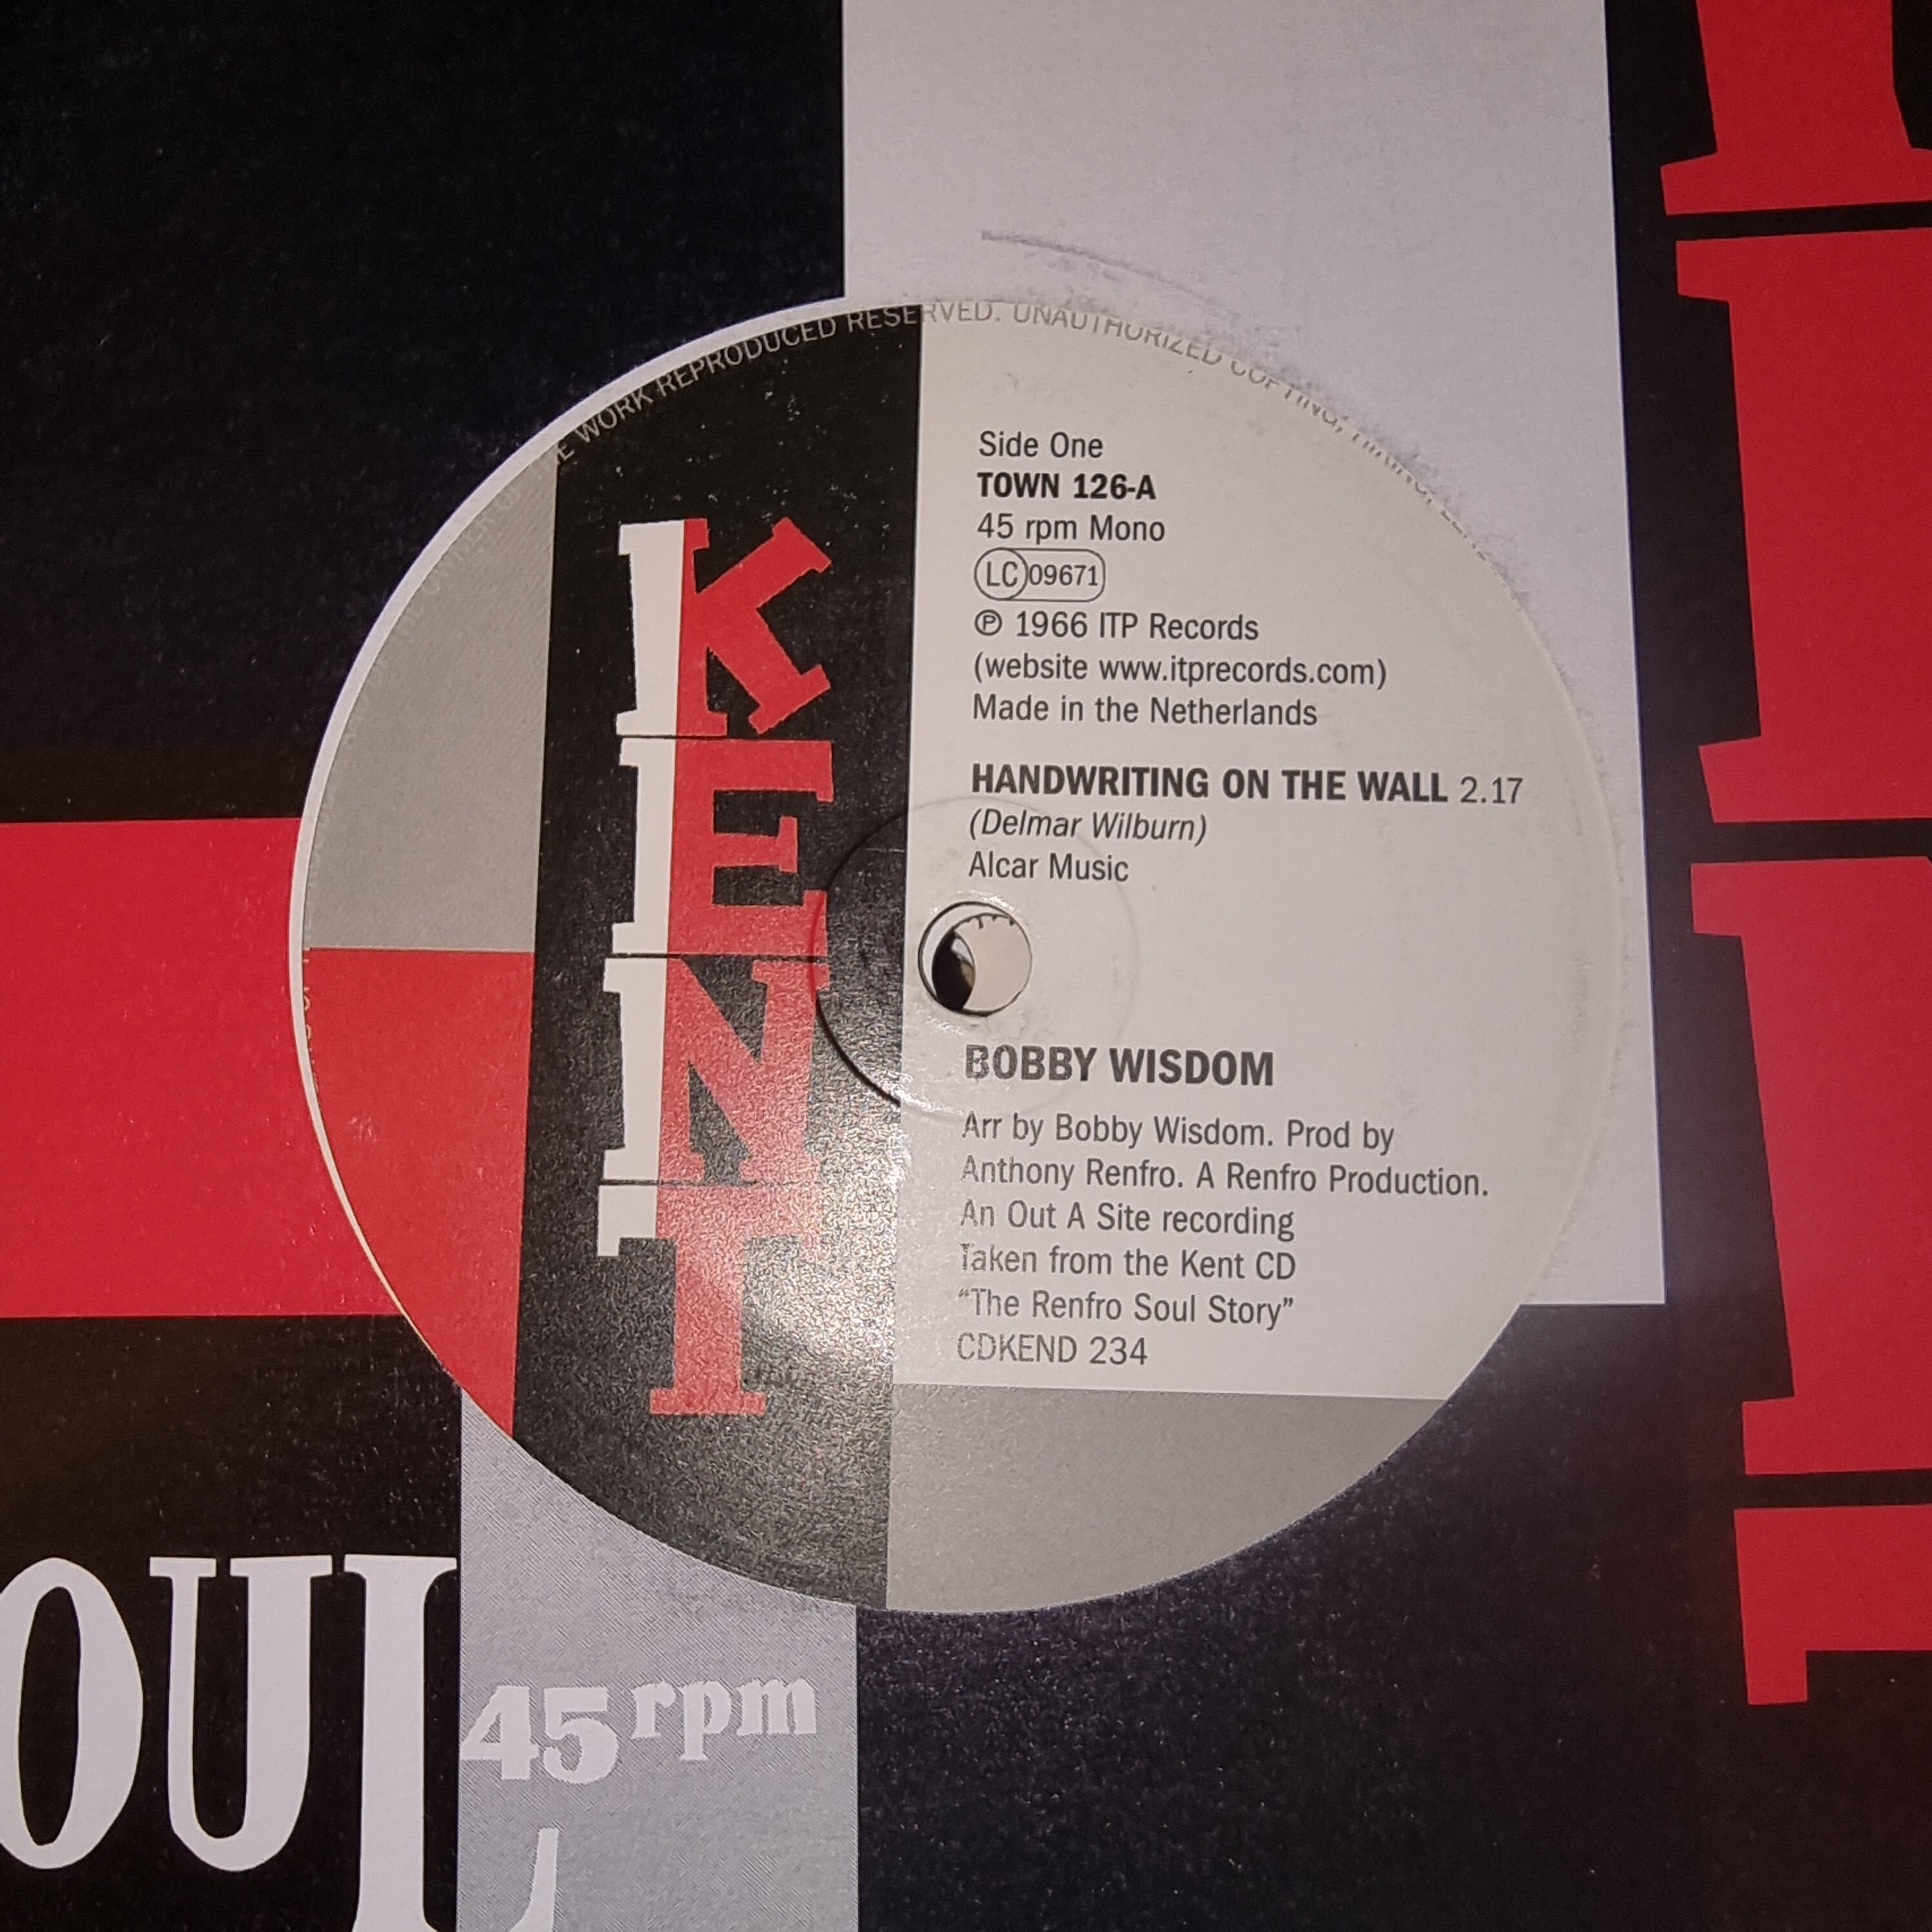 WORK REPRODUCED RESERVED. UNAUTHORIZED COPYING,
KENT
Side One
TOWN 126-A
45 rpm Mono
LC 09671
℗ 1966 ITP Records
(website www.itprecords.com)
Made in the Netherlands
HANDWRITING ON THE WALL 2.17
(Delmar Wilburn)
Alcar Music
BOBBY WISDOM
Arr by Bobby Wisdom. Prod by
Anthony Renfro. A Renfro Production.
An Out A Site recording
Taken from the Kent CD
“The Renfro Soul Story”
CDKEND 234
OUL
45 rpm